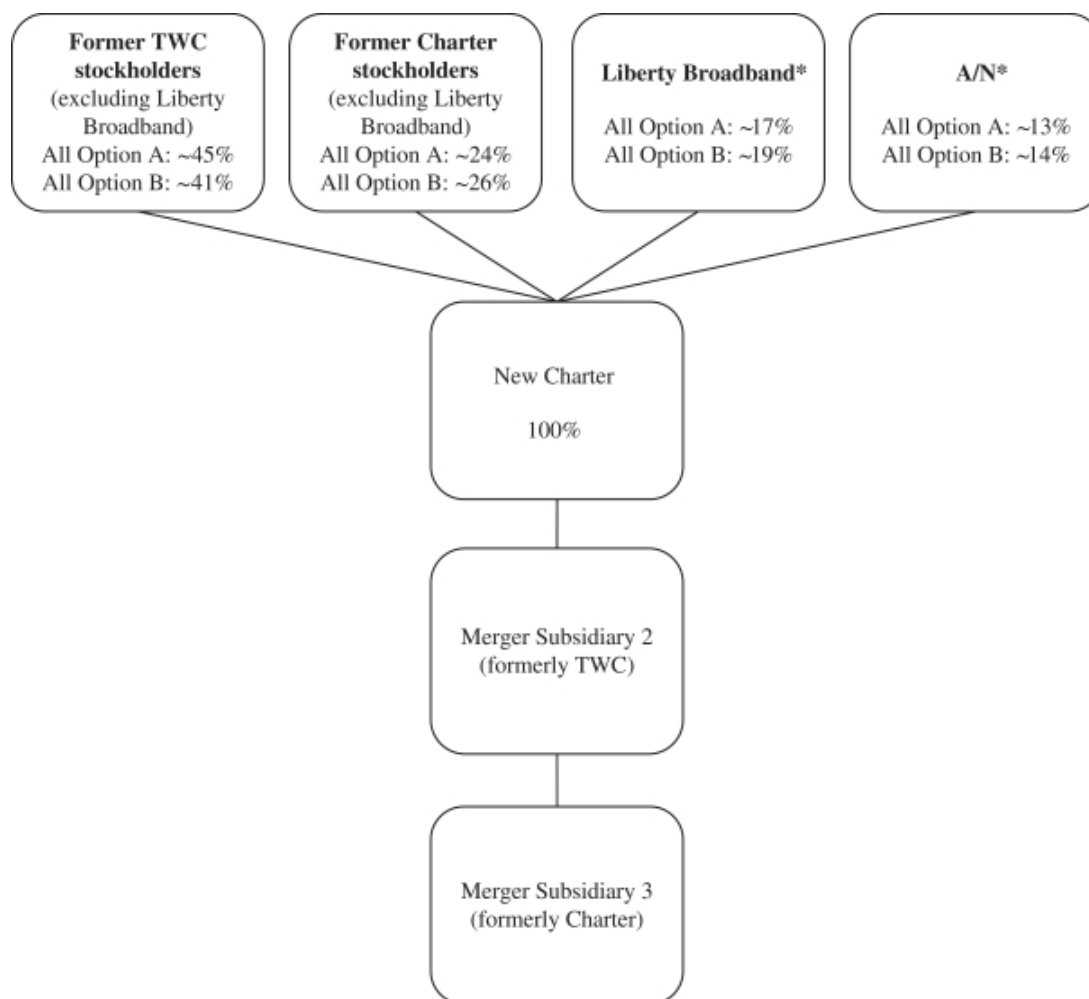 Former TWC
stockholders
(excluding Liberty
Broadband)
All Option A: ~45%
All Option B: ~41%
Former Charter
stockholders
(excluding Liberty
Broadband)
All Option A: ~24%
All Option B: ~26%
Liberty Broadband*
All Option A: ~17%
All Option B: ~19%
A/N*
All Option A: ~13%
All Option B: ~14%
New Charter
100%
Merger Subsidiary 2
(formerly TWC)
Merger Subsidiary 3
(formerly Charter)